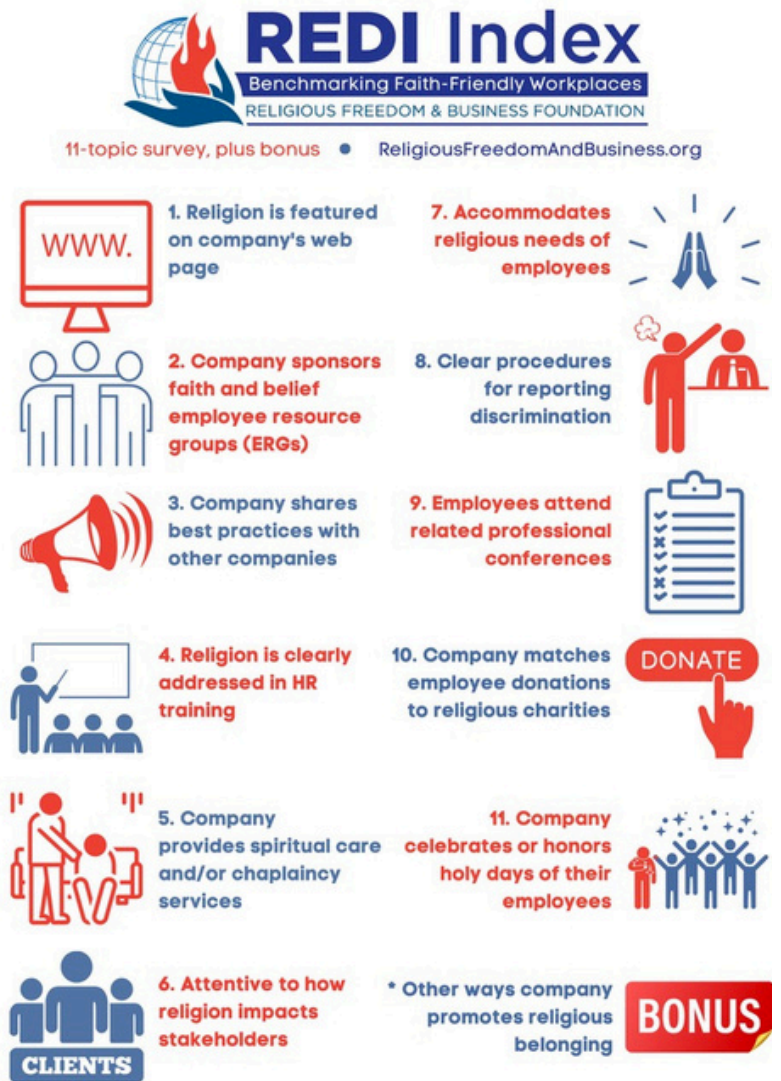 REDI Index
Benchmarking Faith-Friendly Workplaces
RELIGIOUS FREEDOM & BUSINESS FOUNDATION
11-topic survey, plus bonus • ReligiousFreedomAndBusiness.org
WWW.
1. Religion is featured
on company's web
page
2. Company sponsors
faith and belief
employee resource
groups (ERGs)
3. Company shares
best practices with
other companies
4. Religion is clearly
addressed in HR
training
5. Company
provides spiritual care
and/or chaplaincy
services
6. Attentive to how
religion impacts
stakeholders
CLIENTS
7. Accommodates
religious needs of
employees
8. Clear procedures
for reporting
discrimination
9. Employees attend
related professional
conferences
10. Company matches
employee donations
to religious charities
DONATE
11. Company
celebrates or honors
holy days of their
employees
* Other ways company
promotes religious
belonging
BONUS